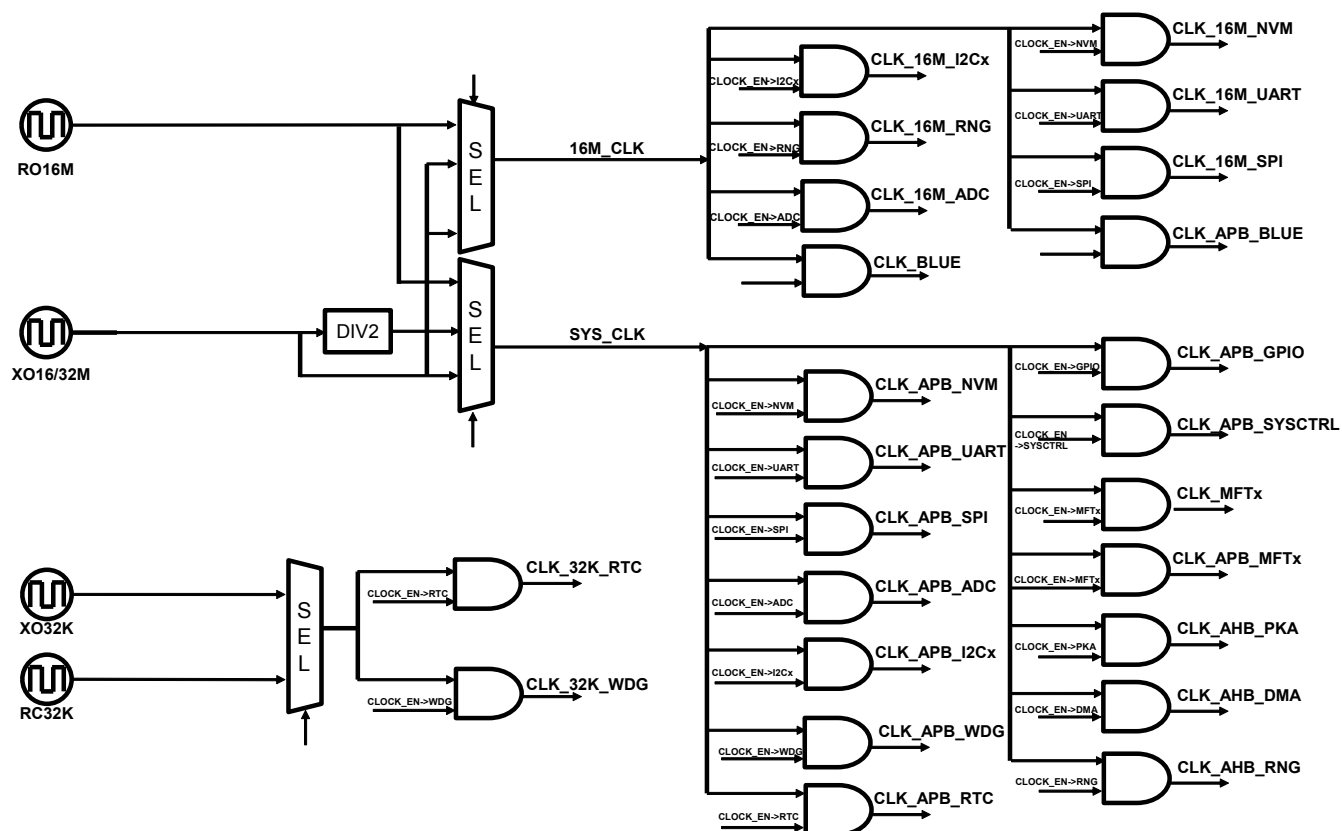 RO16M
XO16/32M
DIV2
SEL
SEL
16M_CLK
SYS_CLK
CLOCK_EN->I2Cx
CLK_16M_I2Cx
CLOCK_EN->RNG
CLK_16M_RNG
CLOCK_EN->ADC
CLK_16M_ADC
CLK_BLUE
CLOCK_EN->NVM
CLK_16M_NVM
CLOCK_EN->UART
CLK_16M_UART
CLOCK_EN->SPI
CLK_16M_SPI
CLK_APB_BLUE
CLOCK_EN->NVM
CLK_APB_NVM
CLOCK_EN->UART
CLK_APB_UART
CLOCK_EN->SPI
CLK_APB_SPI
CLOCK_EN->ADC
CLK_APB_ADC
CLOCK_EN->I2Cx
CLK_APB_I2Cx
CLOCK_EN->WDG
CLK_APB_WDG
CLOCK_EN->RTC
CLK_APB_RTC
CLOCK_EN->GPIO
CLK_APB_GPIO
CLOCK_EN
->SYSCTRL
CLK_APB_SYSCTRL
CLOCK_EN->MFTx
CLK_MFTx
CLOCK_EN->MFTx
CLK_APB_MFTx
CLOCK_EN->PKA
CLK_AHB_PKA
CLOCK_EN->DMA
CLK_AHB_DMA
CLOCK_EN->RNG
CLK_AHB_RNG
XO32K
RC32K
SEL
CLOCK_EN->RTC
CLK_32K_RTC
CLOCK_EN->WDG
CLK_32K_WDG